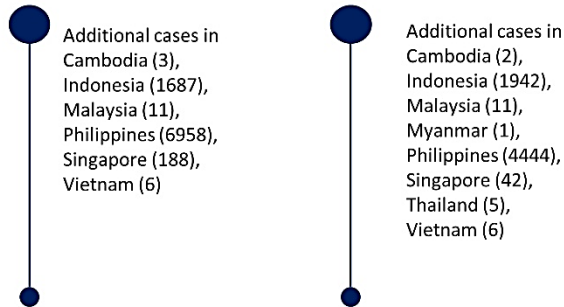 Additional cases in
Cambodia (3),
Indonesia (1687),
Malaysia (11),
Philippines (6958),
Singapore (188),
Vietnam (6)
Additional cases in
Cambodia (2),
Indonesia (1942),
Malaysia (11),
Myanmar (1),
Philippines (4444),
Singapore (42),
Thailand (5),
Vietnam (6)